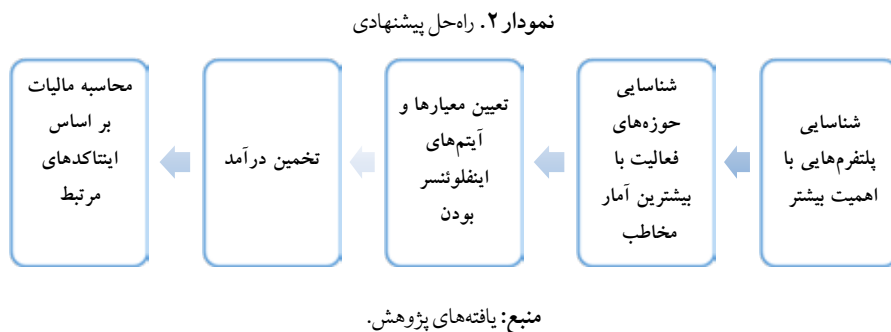 نمودار ۲. راه‌حل پیشنهادی
شناسایی
پلتفرم‌هایی با
اهمیت بیشتر
شناسایی
حوزه‌های
فعالیت با
بیشترین آمار
مخاطب
تعیین معیارها و
آیتم‌های
اینفلوئنسر
بودن
تخمین درآمد
محاسبه مالیات
بر اساس
اینتاکدهای
مرتبط
منبع: یافته‌های پژوهش.